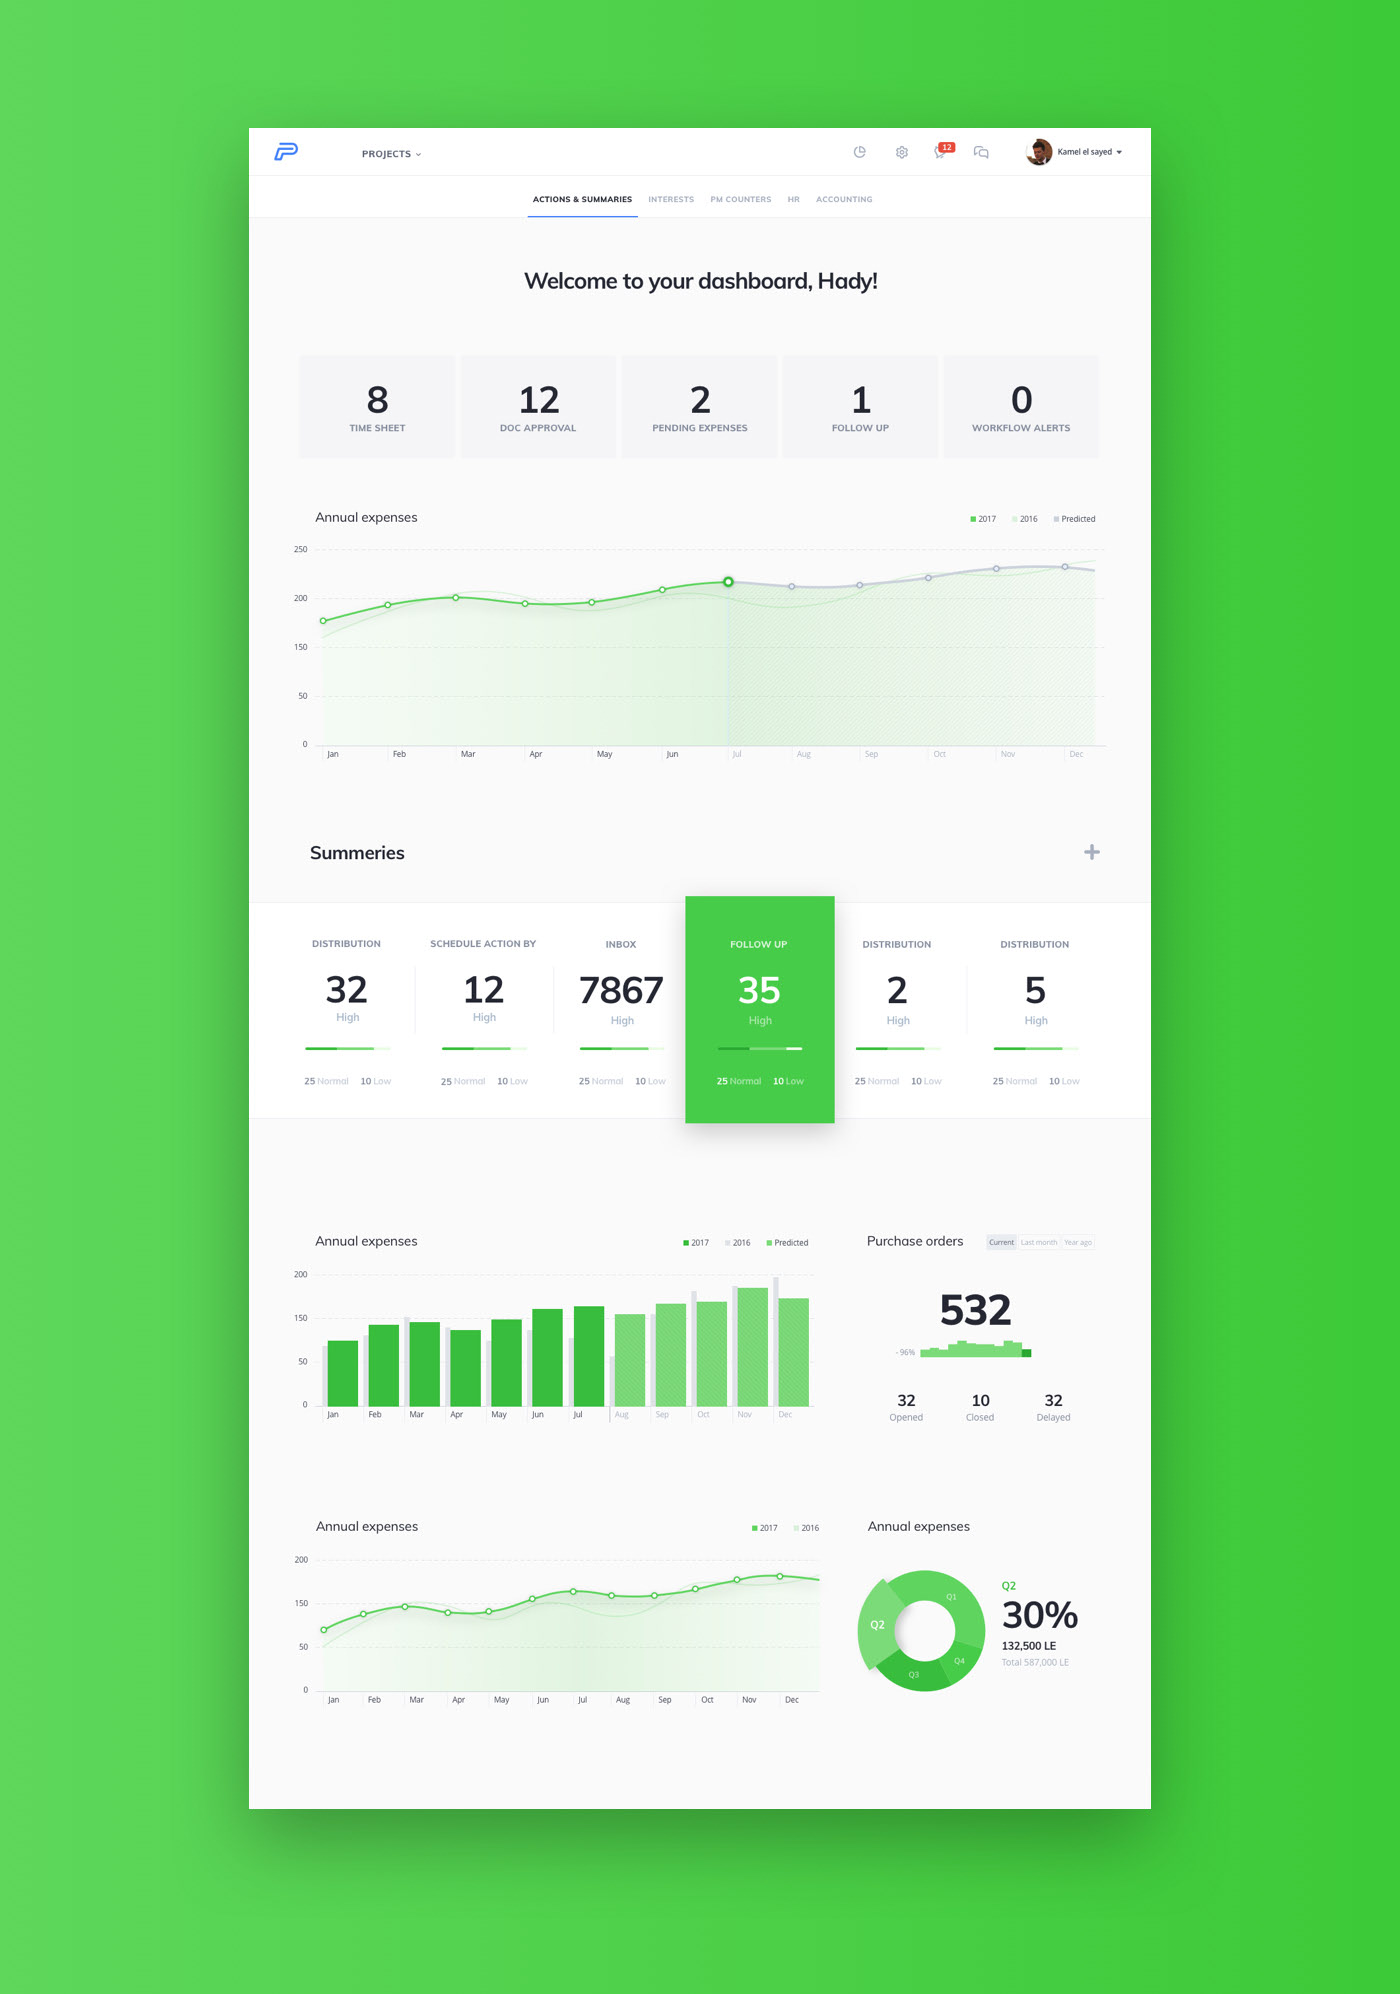 PROJECTS
12
Kamel el sayed
ACTIONS & SUMMARIES INTERESTS PM COUNTERS HR ACCOUNTING
Welcome to your dashboard, Hady!
8 12 2 1 0
TIME SHEET DOC APPROVAL PENDING EXPENSES FOLLOW UP WORKFLOW ALERTS
Annual expenses
2017 2016 Predicted
250
200
150
50
0
Jan Feb Mar Apr May Jun Jul Aug Sep Oct Nov Dec
Summeries
DISTRIBUTION SCHEDULE ACTION BY INBOX FOLLOW UP DISTRIBUTION DISTRIBUTION
32 12 7867 35 2 5
High High High High High High
25 Normal 10 Low 25 Normal 10 Low 25 Normal 10 Low 25 Normal 10 Low 25 Normal 10 Low 25 Normal 10 Low
Annual expenses
2017 2016 Predicted
200
150
50
0
Jan Feb Mar Apr May Jun Jul Aug Sep Oct Nov Dec
Purchase orders
Current Last month Year ago
532
- 96%
32 10 32
Opened Closed Delayed
Annual expenses
2017 2016
200
150
50
0
Jan Feb Mar Apr May Jun Jul Aug Sep Oct Nov Dec
Annual expenses
Q1
Q2
Q3
Q4
Q2
30%
132,500 LE
Total 587,000 LE